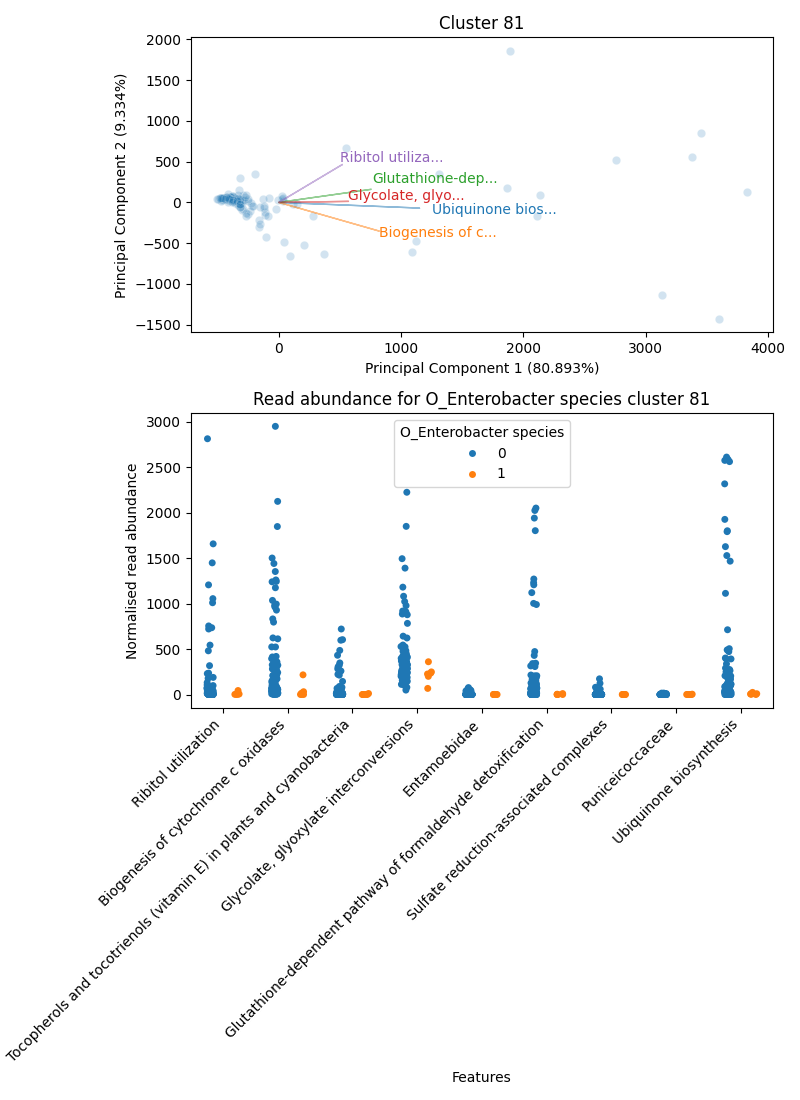 Cluster 81
Principal Component 2 (9.334%)
2000
1500
1000
500
0
−500
−1000
−1500
Ribitol utiliza...
Glutathione-dep...
Glycolate, glyo...
Ubiquinone bios...
Biogenesis of c...
0 1000 2000 3000 4000
Principal Component 1 (80.893%)
Read abundance for O_Enterobacter species cluster 81
Normalised read abundance
3000
2500
2000
1500
1000
500
0
O_Enterobacter species
0
1
Ribitol utilization
Biogenesis of cytochrome c oxidases
Tocopherols and tocotrienols (vitamin E) in plants and cyanobacteria
Glycolate, glyoxylate interconversions
Entamoebidae
Glutathione-dependent pathway of formaldehyde detoxification
Sulfate reduction-associated complexes
Puniceicoccaceae
Ubiquinone biosynthesis
Features